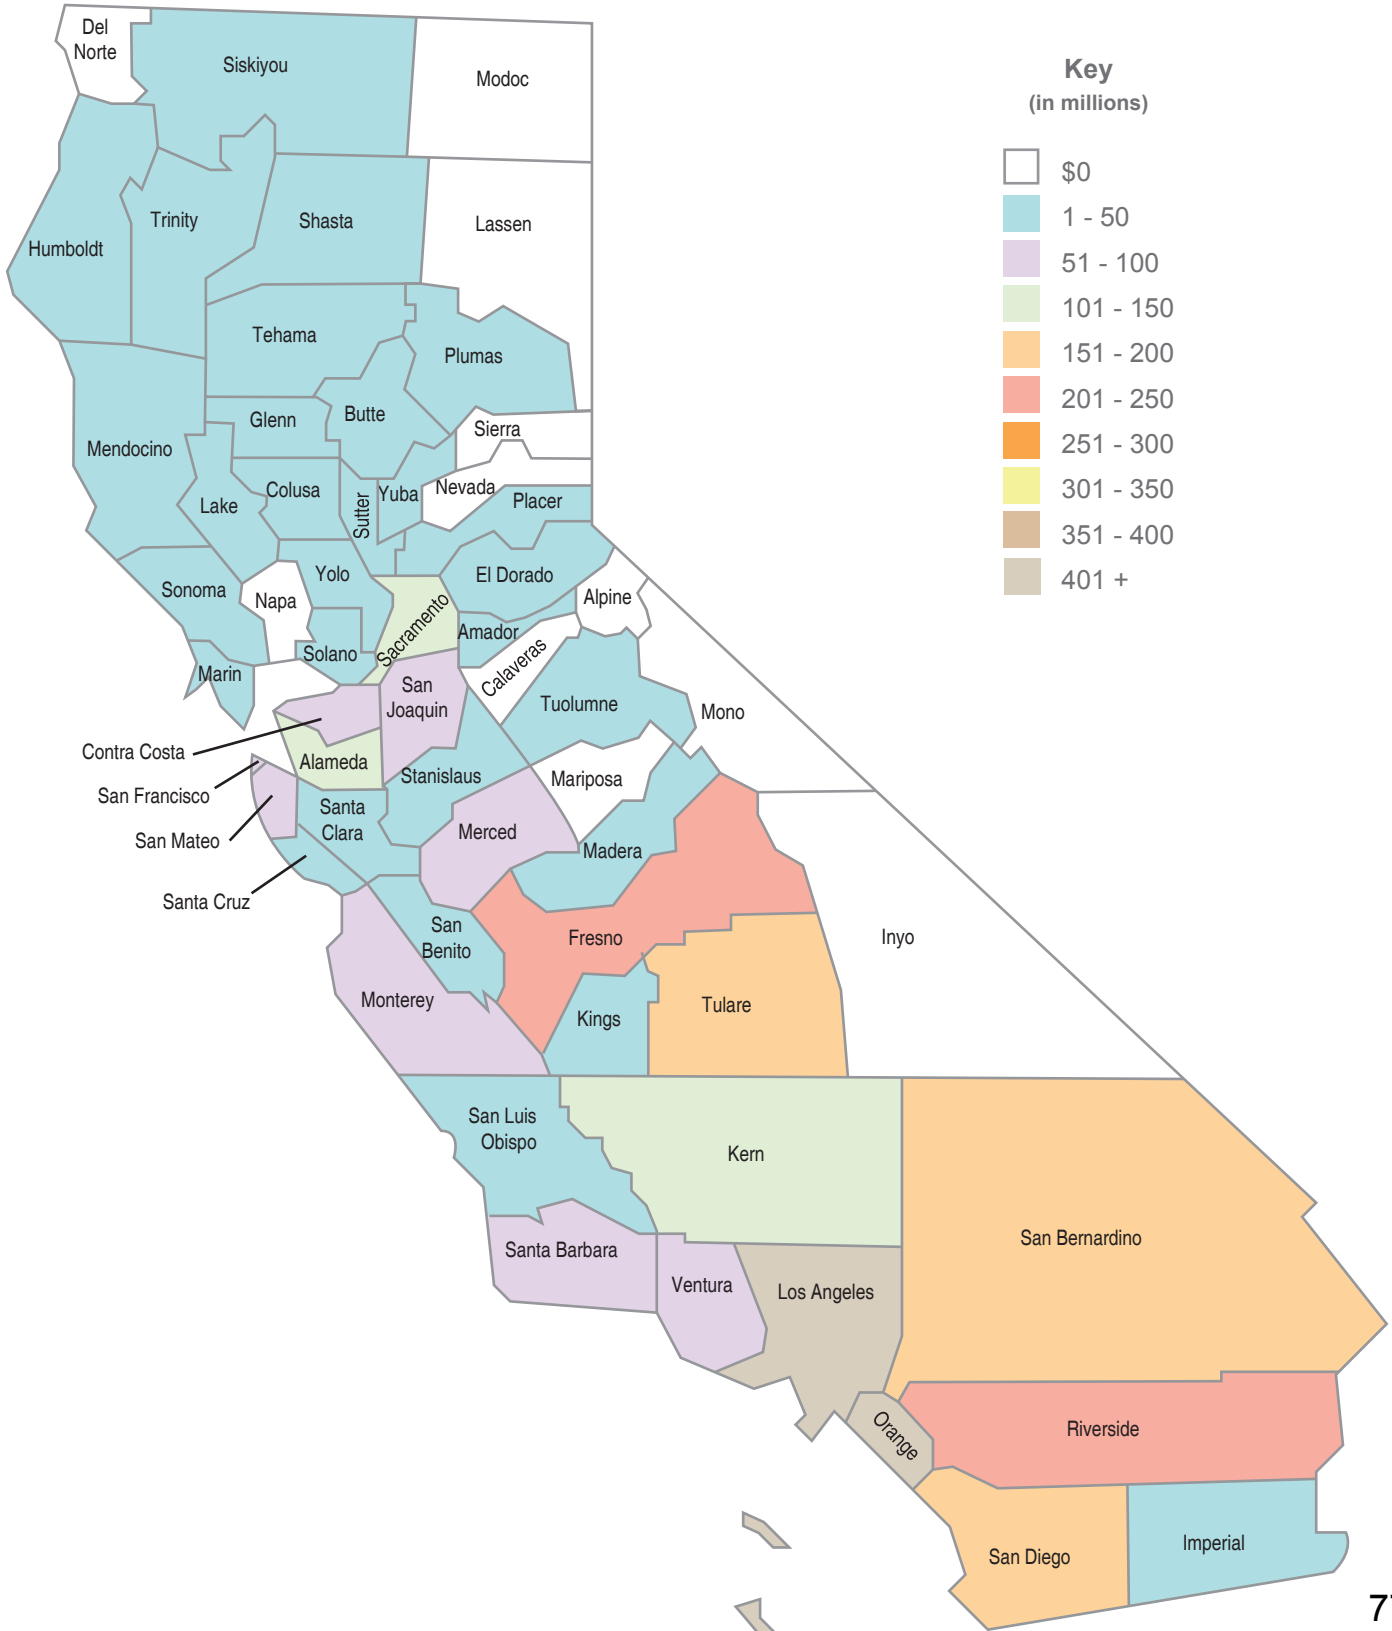 Del
Norte
Siskiyou
Modoc
Humboldt
Trinity
Shasta
Lassen
Tehama
Plumas
Mendocino
Glenn
Butte
Sierra
Lake
Colusa
Sutter
Yuba
Nevada
Placer
Sonoma
Napa
Yolo
Sacramento
El Dorado
Alpine
Marin
Solano
Amador
Calaveras
San
Joaquin
Tuolumne
Mono
Contra Costa
Alameda
Stanislaus
Mariposa
San Francisco
Santa
Clara
San Mateo
Merced
Madera
Santa Cruz
San
Benito
Fresno
Inyo
Monterey
Kings
Tulare
San Luis
Obispo
Kern
San Bernardino
Santa Barbara
Ventura
Los Angeles
Orange
Riverside
San Diego
Imperial
Key
(in millions)
$0
1 - 50
51 - 100
101 - 150
151 - 200
201 - 250
251 - 300
301 - 350
351 - 400
401 +